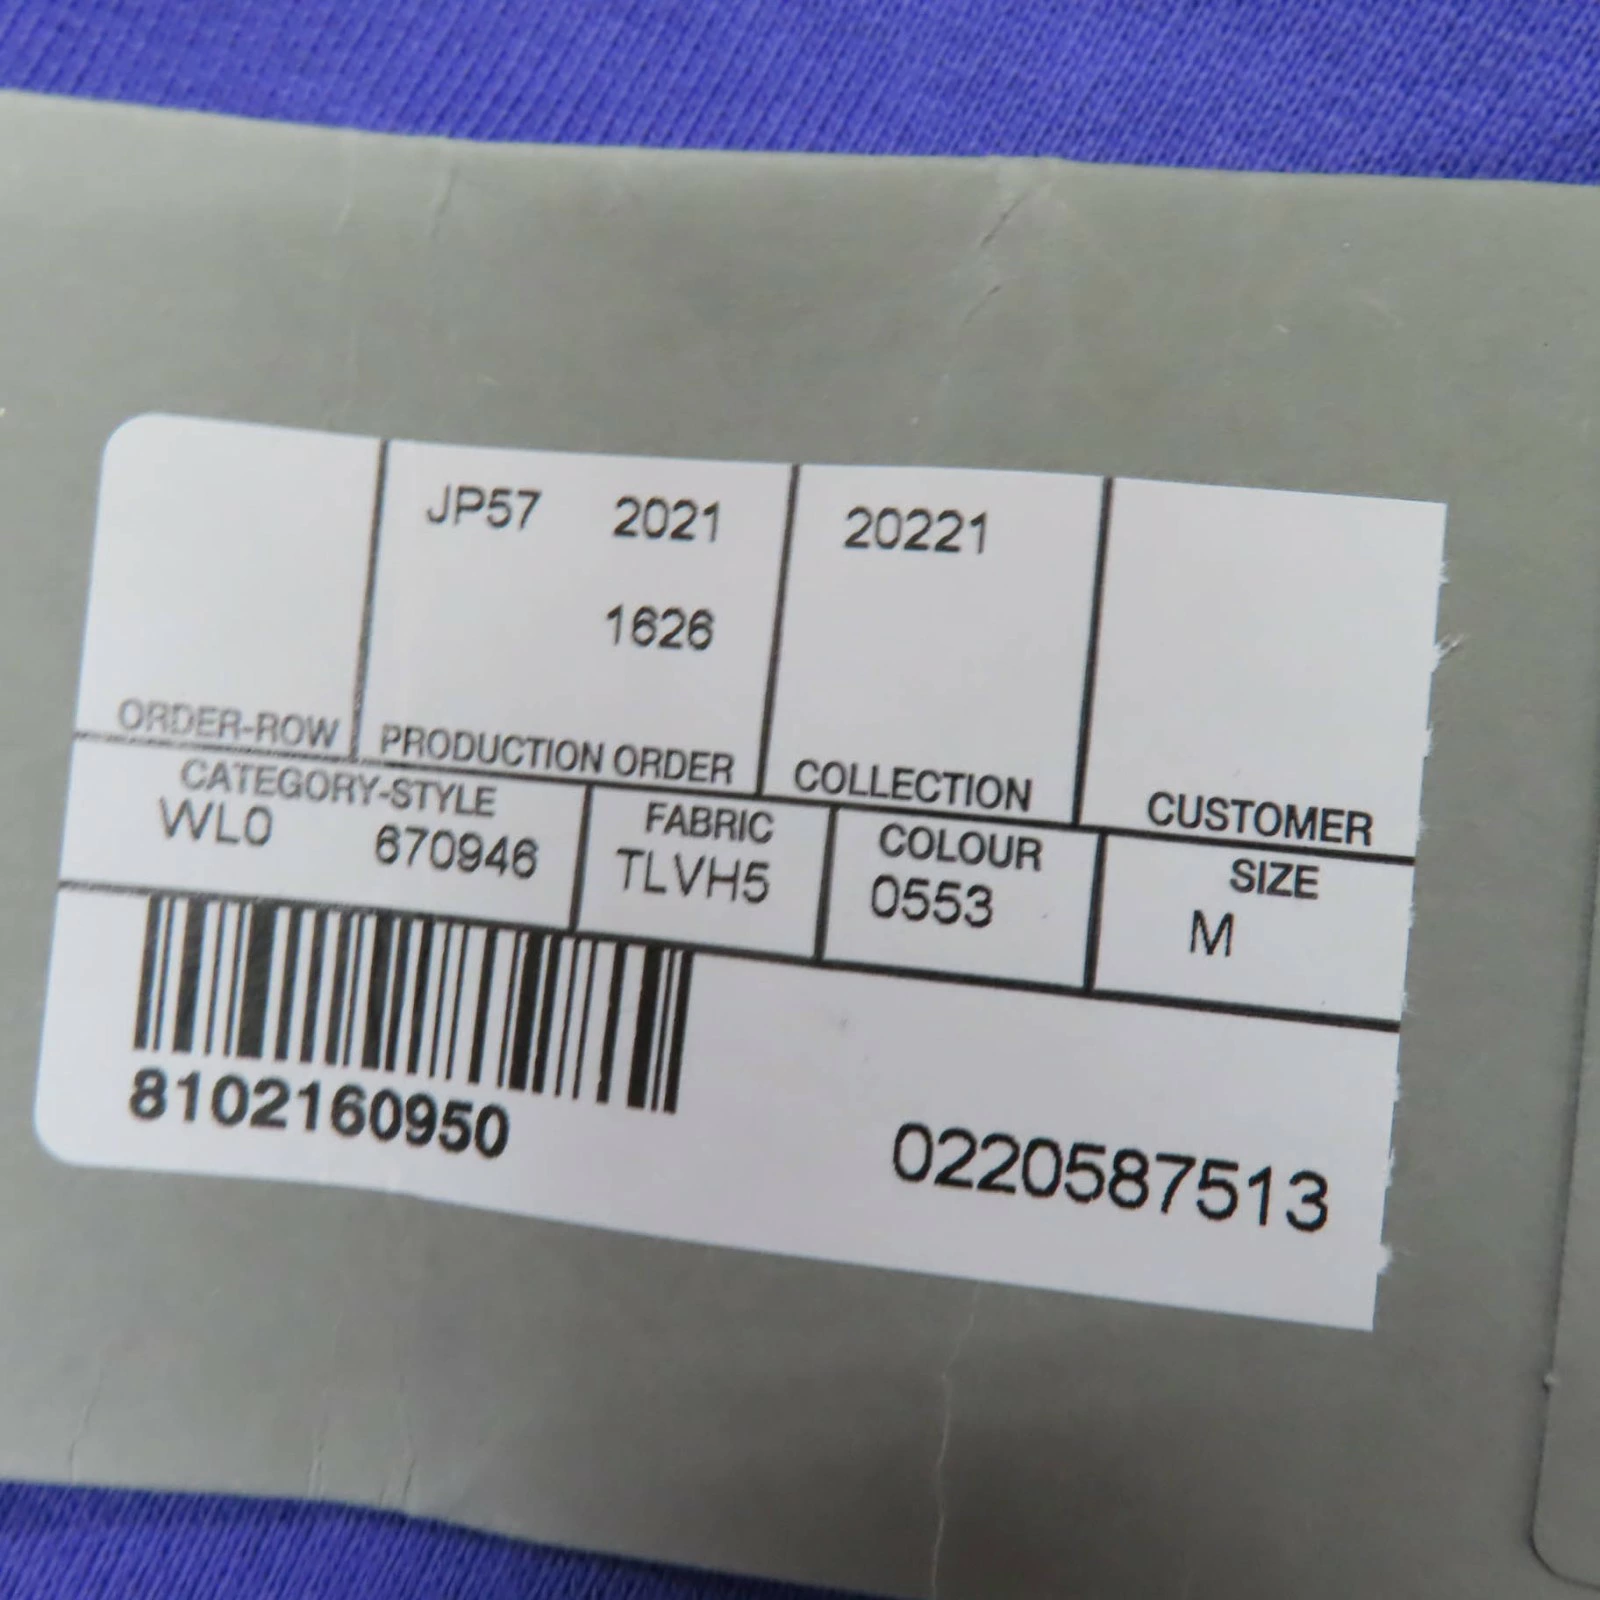 JP57 2021 20221
1626
ORDER-ROW PRODUCTION ORDER COLLECTION CUSTOMER
CATEGORY-STYLE FABRIC COLOUR SIZE
WL0 670946 TLVH5 0553 M
8102160950 0220587513